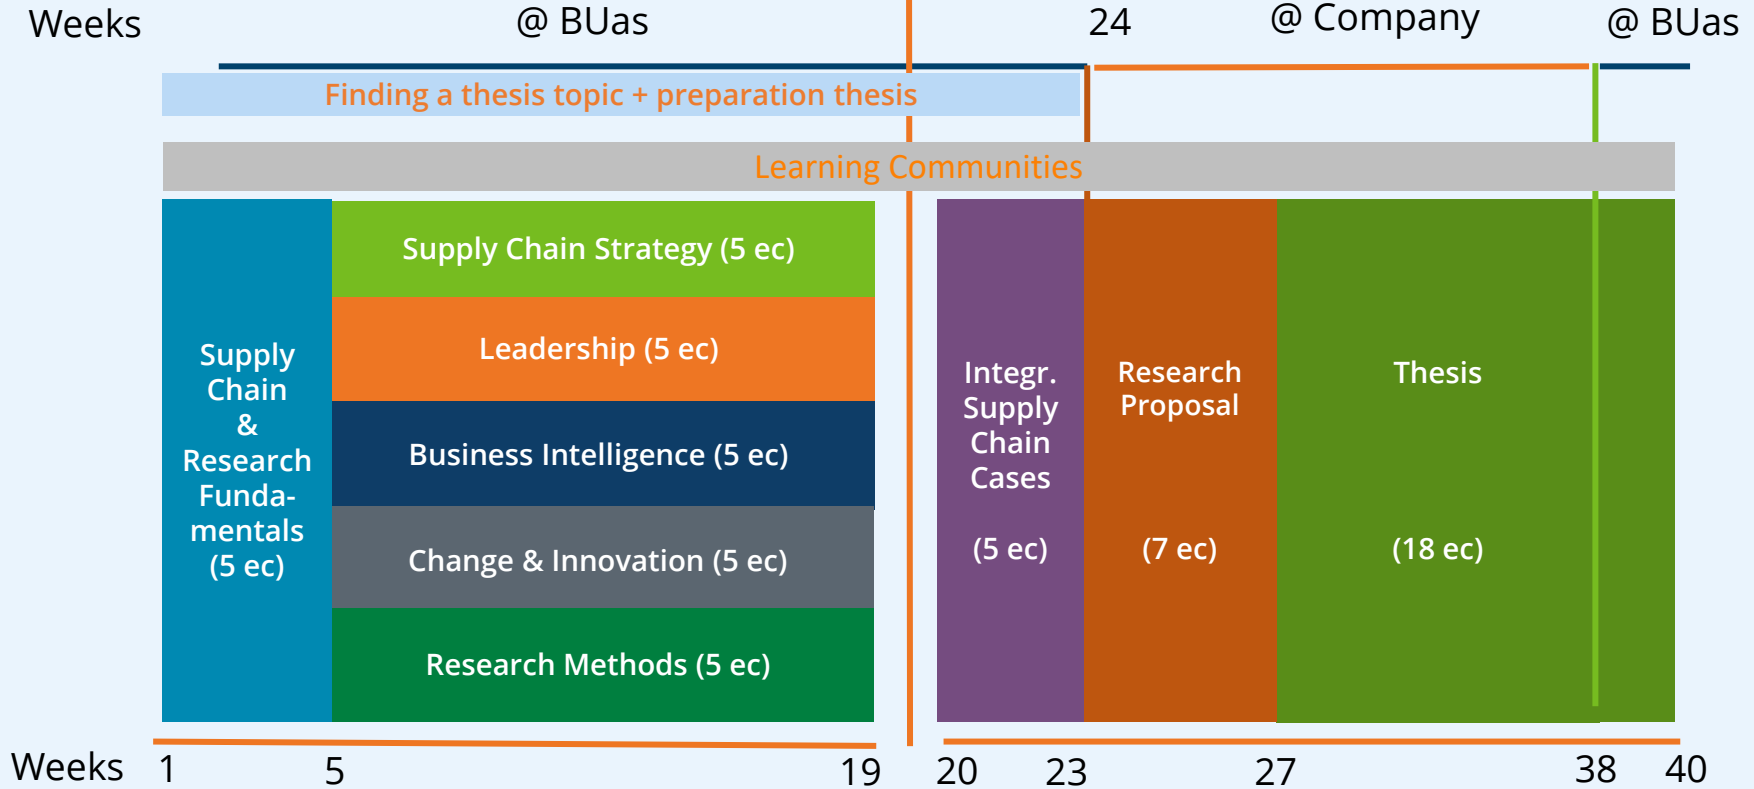 Weeks
@ BUas
24
@ Company
@ BUas
Finding a thesis topic + preparation thesis
Learning Communities
Supply
Chain
&
Research
Funda-
mentals
(5 ec)
Supply Chain Strategy (5 ec)
Leadership (5 ec)
Business Intelligence (5 ec)
Change & Innovation (5 ec)
Research Methods (5 ec)
Integr.
Supply
Chain
Cases
(5 ec)
Research
Proposal
(7 ec)
Thesis
(18 ec)
Weeks 1 5 19 20 23 27 38 40